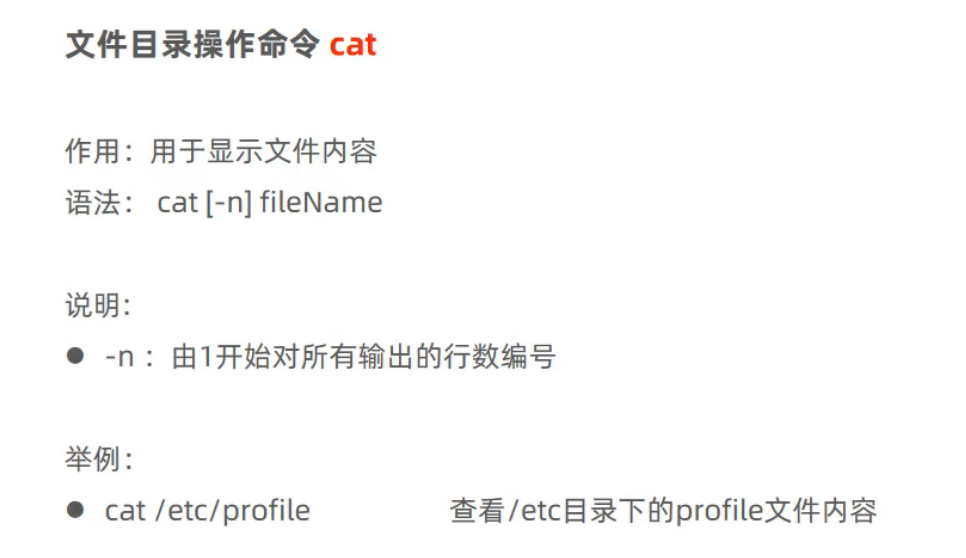 文件目录操作命令 cat
作用：用于显示文件内容
语法： cat [-n] fileName
说明：
● -n ：由1开始对所有输出的行数编号
举例：
● cat /etc/profile 查看/etc目录下的profile文件内容